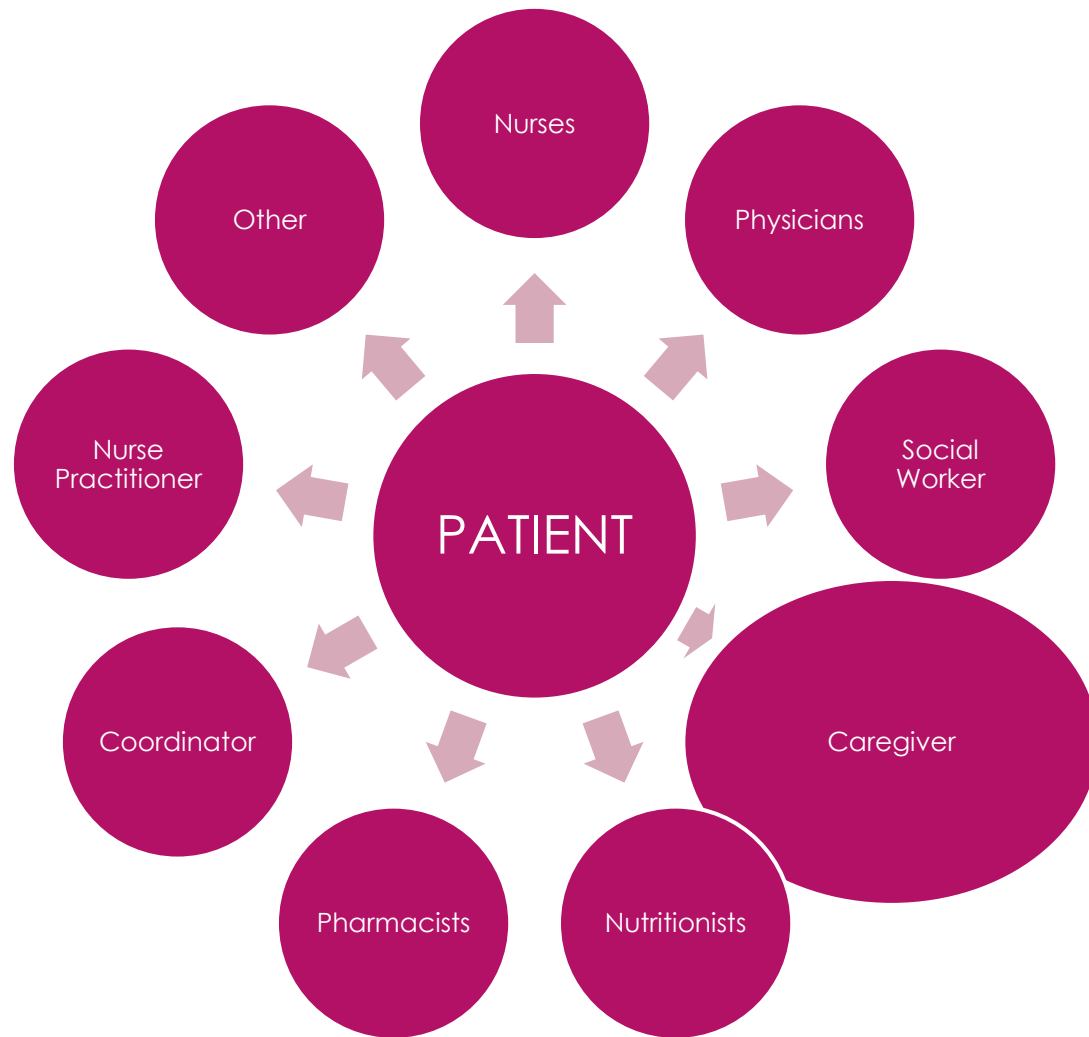 Nurses
Physicians
Social
Worker
Caregiver
Nutritionists
Pharmacists
Coordinator
Nurse
Practitioner
Other
PATIENT